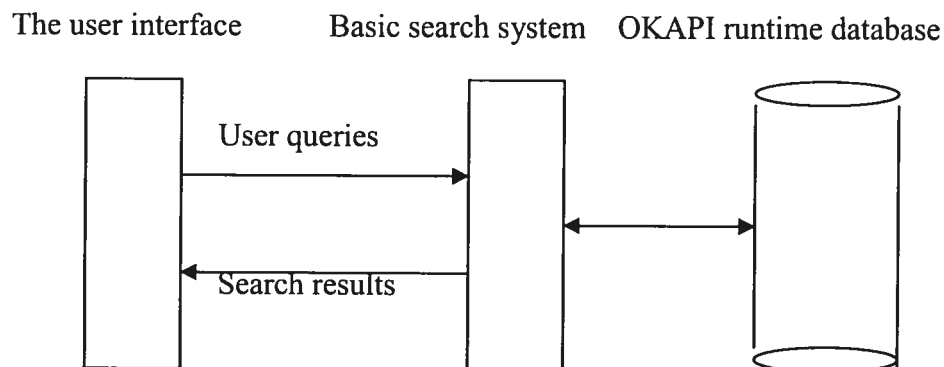 The user interface
Basic search system
OKAPI runtime database
User queries
Search results